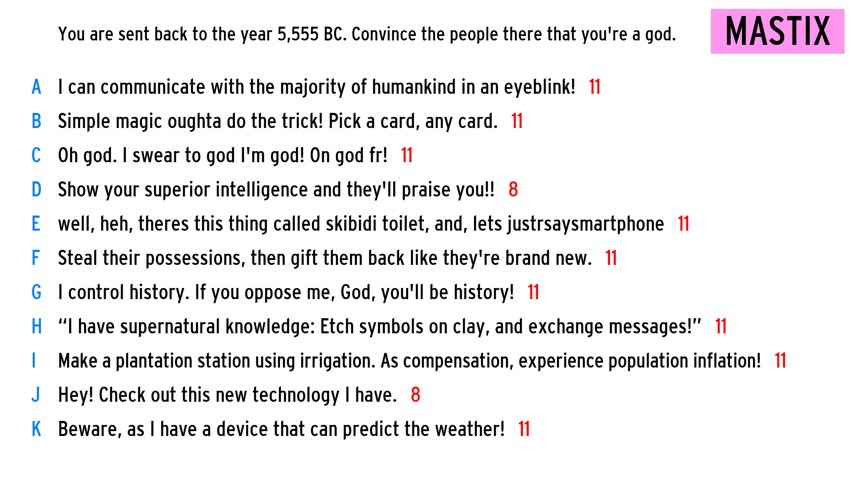 You are sent back to the year 5,555 BC. Convince the people there that you're a god.
MASTIX
A I can communicate with the majority of humankind in an eyeblink! 11
B Simple magic oughta do the trick! Pick a card, any card. 11
C Oh god. I swear to god I'm god! On god fr! 11
D Show your superior intelligence and they'll praise you!! 8
E well, heh, theres this thing called skibidi toilet, and, lets justrsaysmartphone 11
F Steal their possessions, then gift them back like they're brand new. 11
G I control history. If you oppose me, God, you'll be history! 11
H “I have supernatural knowledge: Etch symbols on clay, and exchange messages!” 11
I Make a plantation station using irrigation. As compensation, experience population inflation! 11
J Hey! Check out this new technology I have. 8
K Beware, as I have a device that can predict the weather! 11